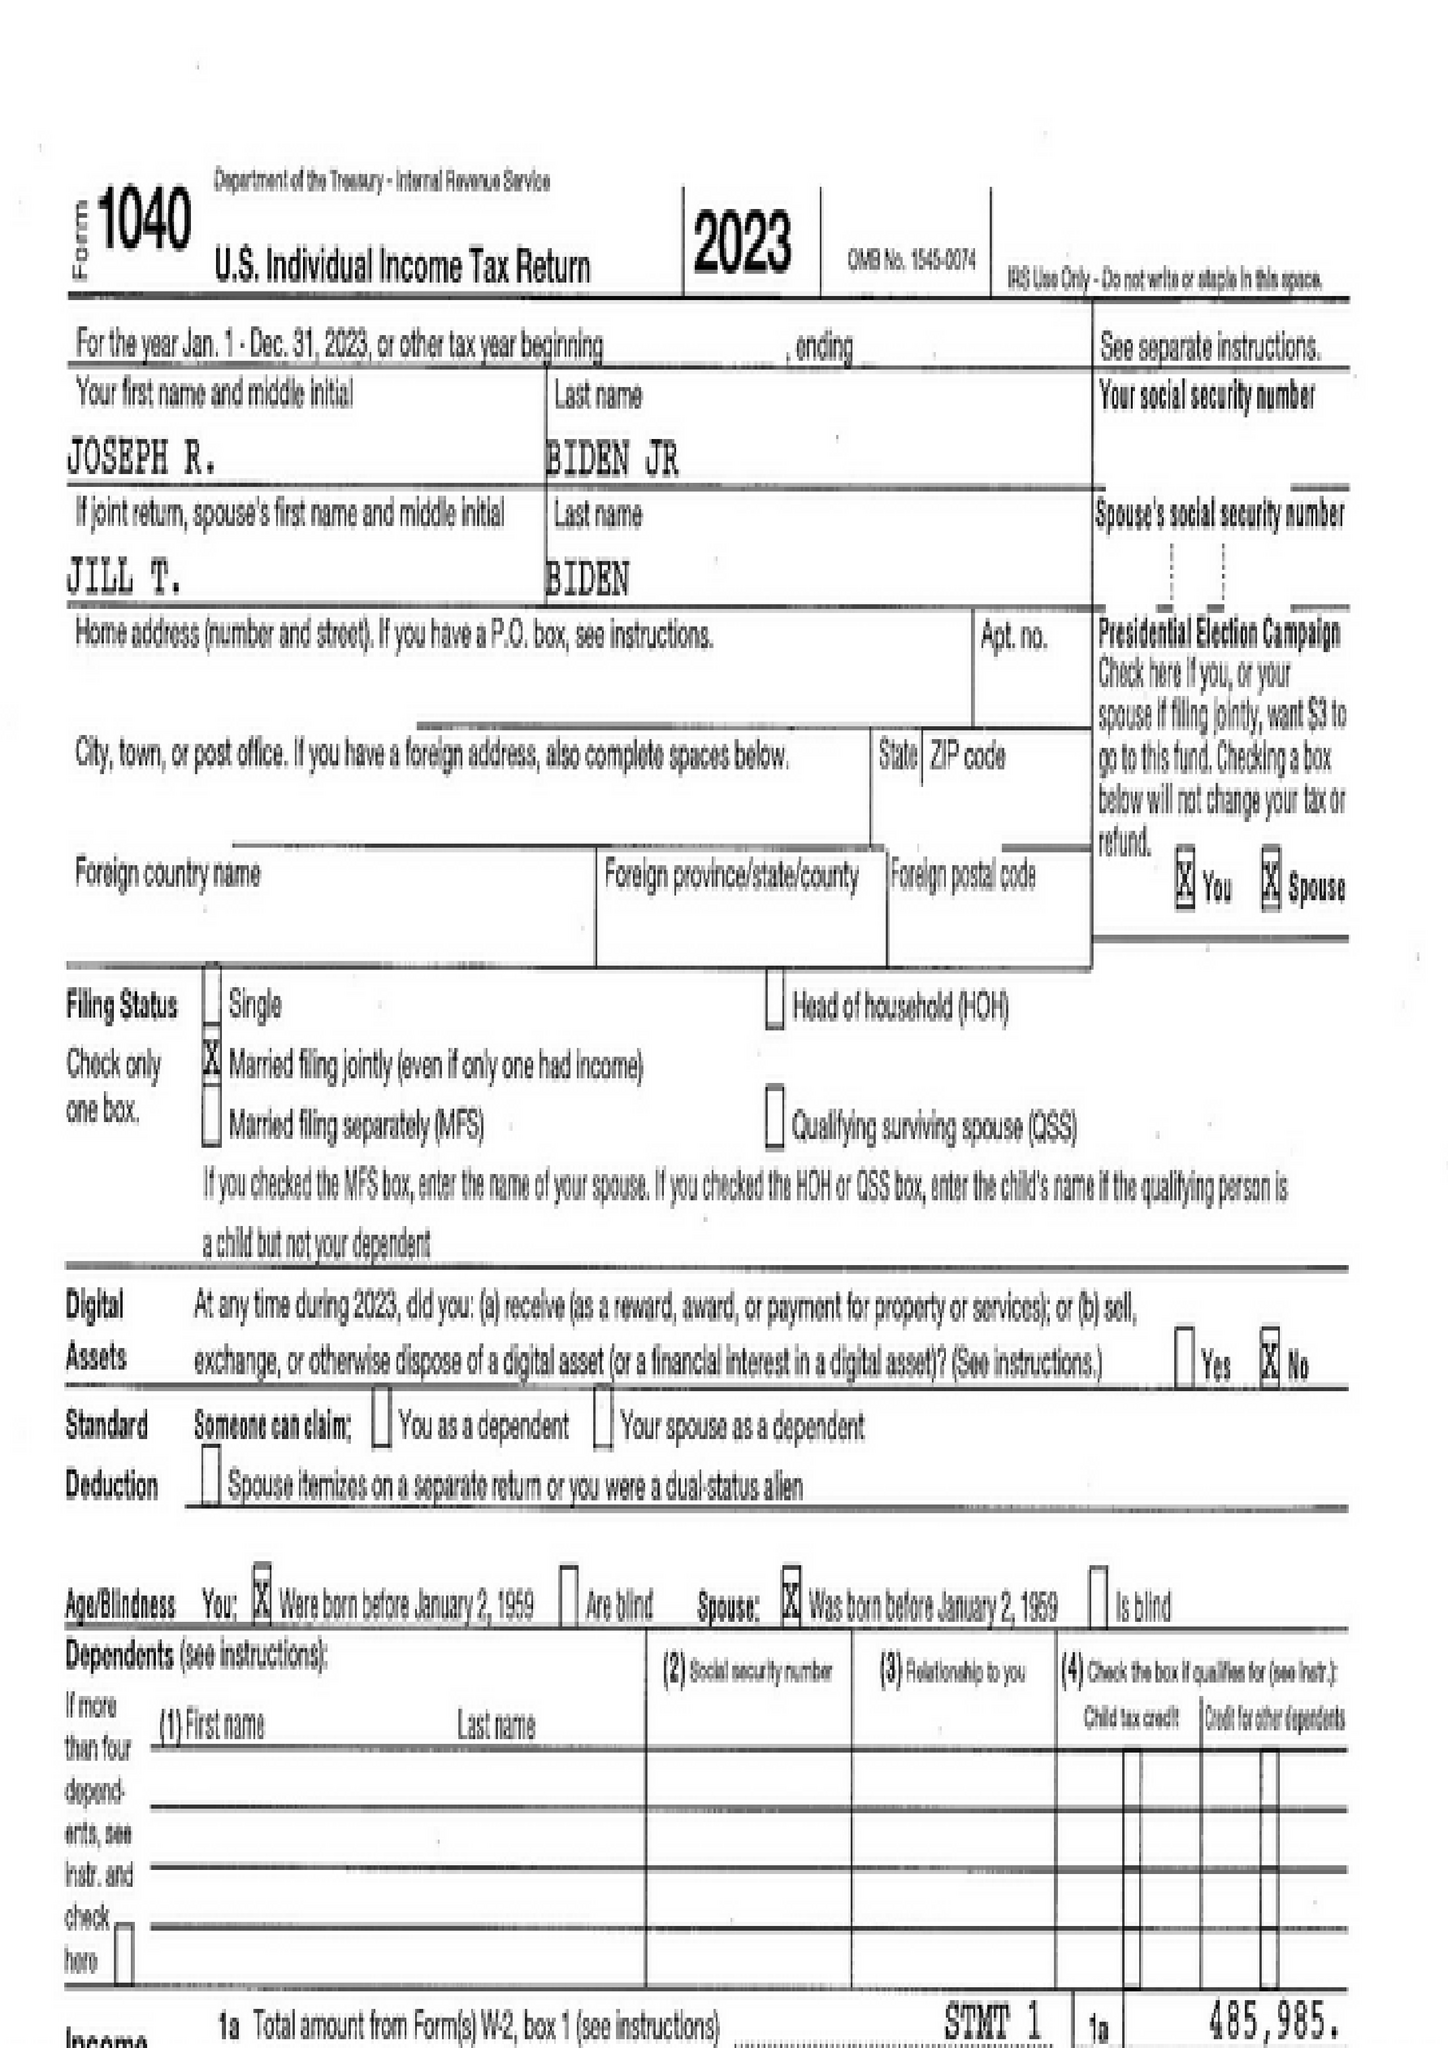 Department of the Treasury - Internal Revenue Service
Form 1040 U.S. Individual Income Tax Return 2023 OMB No. 1545-0074 IRS Use Only - Do not write or staple in this space.
For the year Jan. 1 - Dec. 31, 2023, or other tax year beginning , ending See separate instructions.
Your first name and middle initial Last name Your social security number
JOSEPH R. BIDEN JR
If joint return, spouse's first name and middle initial Last name Spouse's social security number
JILL T. BIDEN
Home address (number and street). If you have a P.O. box, see instructions. Apt. no.
City, town, or post office. If you have a foreign address, also complete spaces below. State ZIP code
Foreign country name Foreign province/state/county Foreign postal code
Presidential Election Campaign
Check here if you, or your
spouse if filing jointly, want $3 to
go to this fund. Checking a box
below will not change your tax or
refund.
X You X Spouse
Filing Status Single Head of household (HOH)
Check only X Married filing jointly (even if only one had income)
one box. Married filing separately (MFS) Qualifying surviving spouse (QSS)
If you checked the MFS box, enter the name of your spouse. If you checked the HOH or QSS box, enter the child's name if the qualifying person is
a child but not your dependent
Digital At any time during 2023, did you: (a) receive (as a reward, award, or payment for property or services); or (b) sell,
Assets exchange, or otherwise dispose of a digital asset (or a financial interest in a digital asset)? (See instructions.) Yes X No
Standard Someone can claim: You as a dependent Your spouse as a dependent
Deduction Spouse itemizes on a separate return or you were a dual-status alien
Age/Blindness You: X Were born before January 2, 1959 Are blind Spouse: X Was born before January 2, 1959 Is blind
Dependents (see instructions): (2) Social security number (3) Relationship to you (4) Check the box if qualifies for (see instr.):
(1) First name Last name Child tax credit Credit for other dependents
If more
than four
depend-
ents, see
instr. and
check
here
Income 1a Total amount from Form(s) W-2, box 1 (see instructions) STMT 1 1a 485,985.